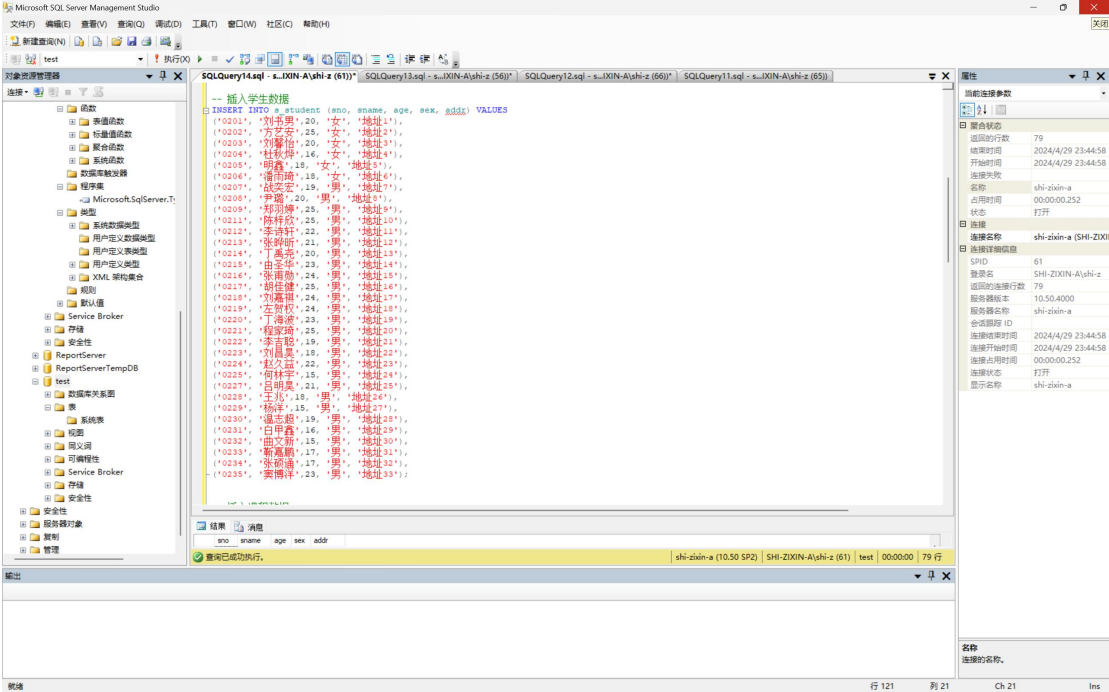 Microsoft SQL Server Management Studio
关闭
文件(F) 编辑(E) 查看(V) 查询(Q) 调试(D) 工具(T) 窗口(W) 社区(C) 帮助(H)
新建查询(N)
test 执行(X)
对象资源管理器
连接
函数
表值函数
标量值函数
聚合函数
系统函数
数据库触发器
程序集
Microsoft.SqlServer.Ty
类型
系统数据类型
用户定义数据类型
用户定义表类型
用户定义类型
XML 架构集合
规则
默认值
Service Broker
存储
安全性
ReportServer
ReportServerTempDB
test
数据库关系图
表
系统表
视图
同义词
可编程性
Service Broker
存储
安全性
安全性
服务器对象
复制
管理
SQLQuery14.sql - s...IXIN-A\shi-z (61))* SQLQuery13.sql - s...IXIN-A\shi-z (56))* SQLQuery12.sql - s...IXIN-A\shi-z (66))* SQLQuery11.sql - s...IXIN-A\shi-z (65))
-- 插入学生数据
INSERT INTO s_student (sno, sname, age, sex, addr) VALUES
('0201', '刘书男',20, '女', '地址1'),
('0202', '方艺安',25, '女', '地址2'),
('0203', '刘馨怡',20, '女', '地址3'),
('0204', '杜秋烨',16, '女', '地址4'),
('0205', '明鑫',18, '女', '地址5'),
('0206', '潘雨琦',18, '女', '地址6'),
('0207', '战奕宏',19, '男', '地址7'),
('0208', '尹璐',20, '男', '地址8'),
('0209', '郑羽婷',25, '男', '地址9'),
('0211', '陈梓欣',25, '男', '地址10'),
('0212', '李诗轩',22, '男', '地址11'),
('0213', '张晔昕',21, '男', '地址12'),
('0214', '丁禹尧',20, '男', '地址13'),
('0215', '由圣华',23, '男', '地址14'),
('0216', '张甫勋',24, '男', '地址15'),
('0217', '胡佳健',25, '男', '地址16'),
('0218', '刘嘉祺',24, '男', '地址17'),
('0219', '左贺权',24, '男', '地址18'),
('0220', '丁海波',23, '男', '地址19'),
('0221', '程家琦',25, '男', '地址20'),
('0222', '李吉聪',19, '男', '地址21'),
('0223', '刘昌昊',18, '男', '地址22'),
('0224', '赵久益',22, '男', '地址23'),
('0225', '何林宇',15, '男', '地址24'),
('0227', '吕明昊',21, '男', '地址25'),
('0228', '王兆',18, '男', '地址26'),
('0229', '杨洋',15, '男', '地址27'),
('0230', '温志超',19, '男', '地址28'),
('0231', '白甲鑫',16, '男', '地址29'),
('0232', '曲文新',15, '男', '地址30'),
('0233', '靳嘉鹏',17, '男', '地址31'),
('0234', '张硕通',17, '男', '地址32'),
('0235', '窦博洋',23, '男', '地址33');
结果 消息
sno sname age sex addr
查询已成功执行。 shi-zixin-a (10.50 SP2) SHI-ZIXIN-A\shi-z (61) test 00:00:00 79 行
属性
当前连接参数
聚合状态
返回的行数 79
结束时间 2024/4/29 23:44:58
开始时间 2024/4/29 23:44:58
连接失败
名称 shi-zixin-a
占用时间 00:00:00.252
状态 打开
连接
连接名称 shi-zixin-a (SHI-ZIXI
连接详细信息
SPID 61
登录名 SHI-ZIXIN-A\shi-z
返回的连接行数 79
服务器版本 10.50.4000
服务器名称 shi-zixin-a
会话跟踪 ID
连接结束时间 2024/4/29 23:44:58
连接开始时间 2024/4/29 23:44:58
连接占用时间 00:00:00.252
连接状态 打开
显示名称 shi-zixin-a
名称
连接的名称。
输出
就绪 行 121 列 21 Ch 21 Ins